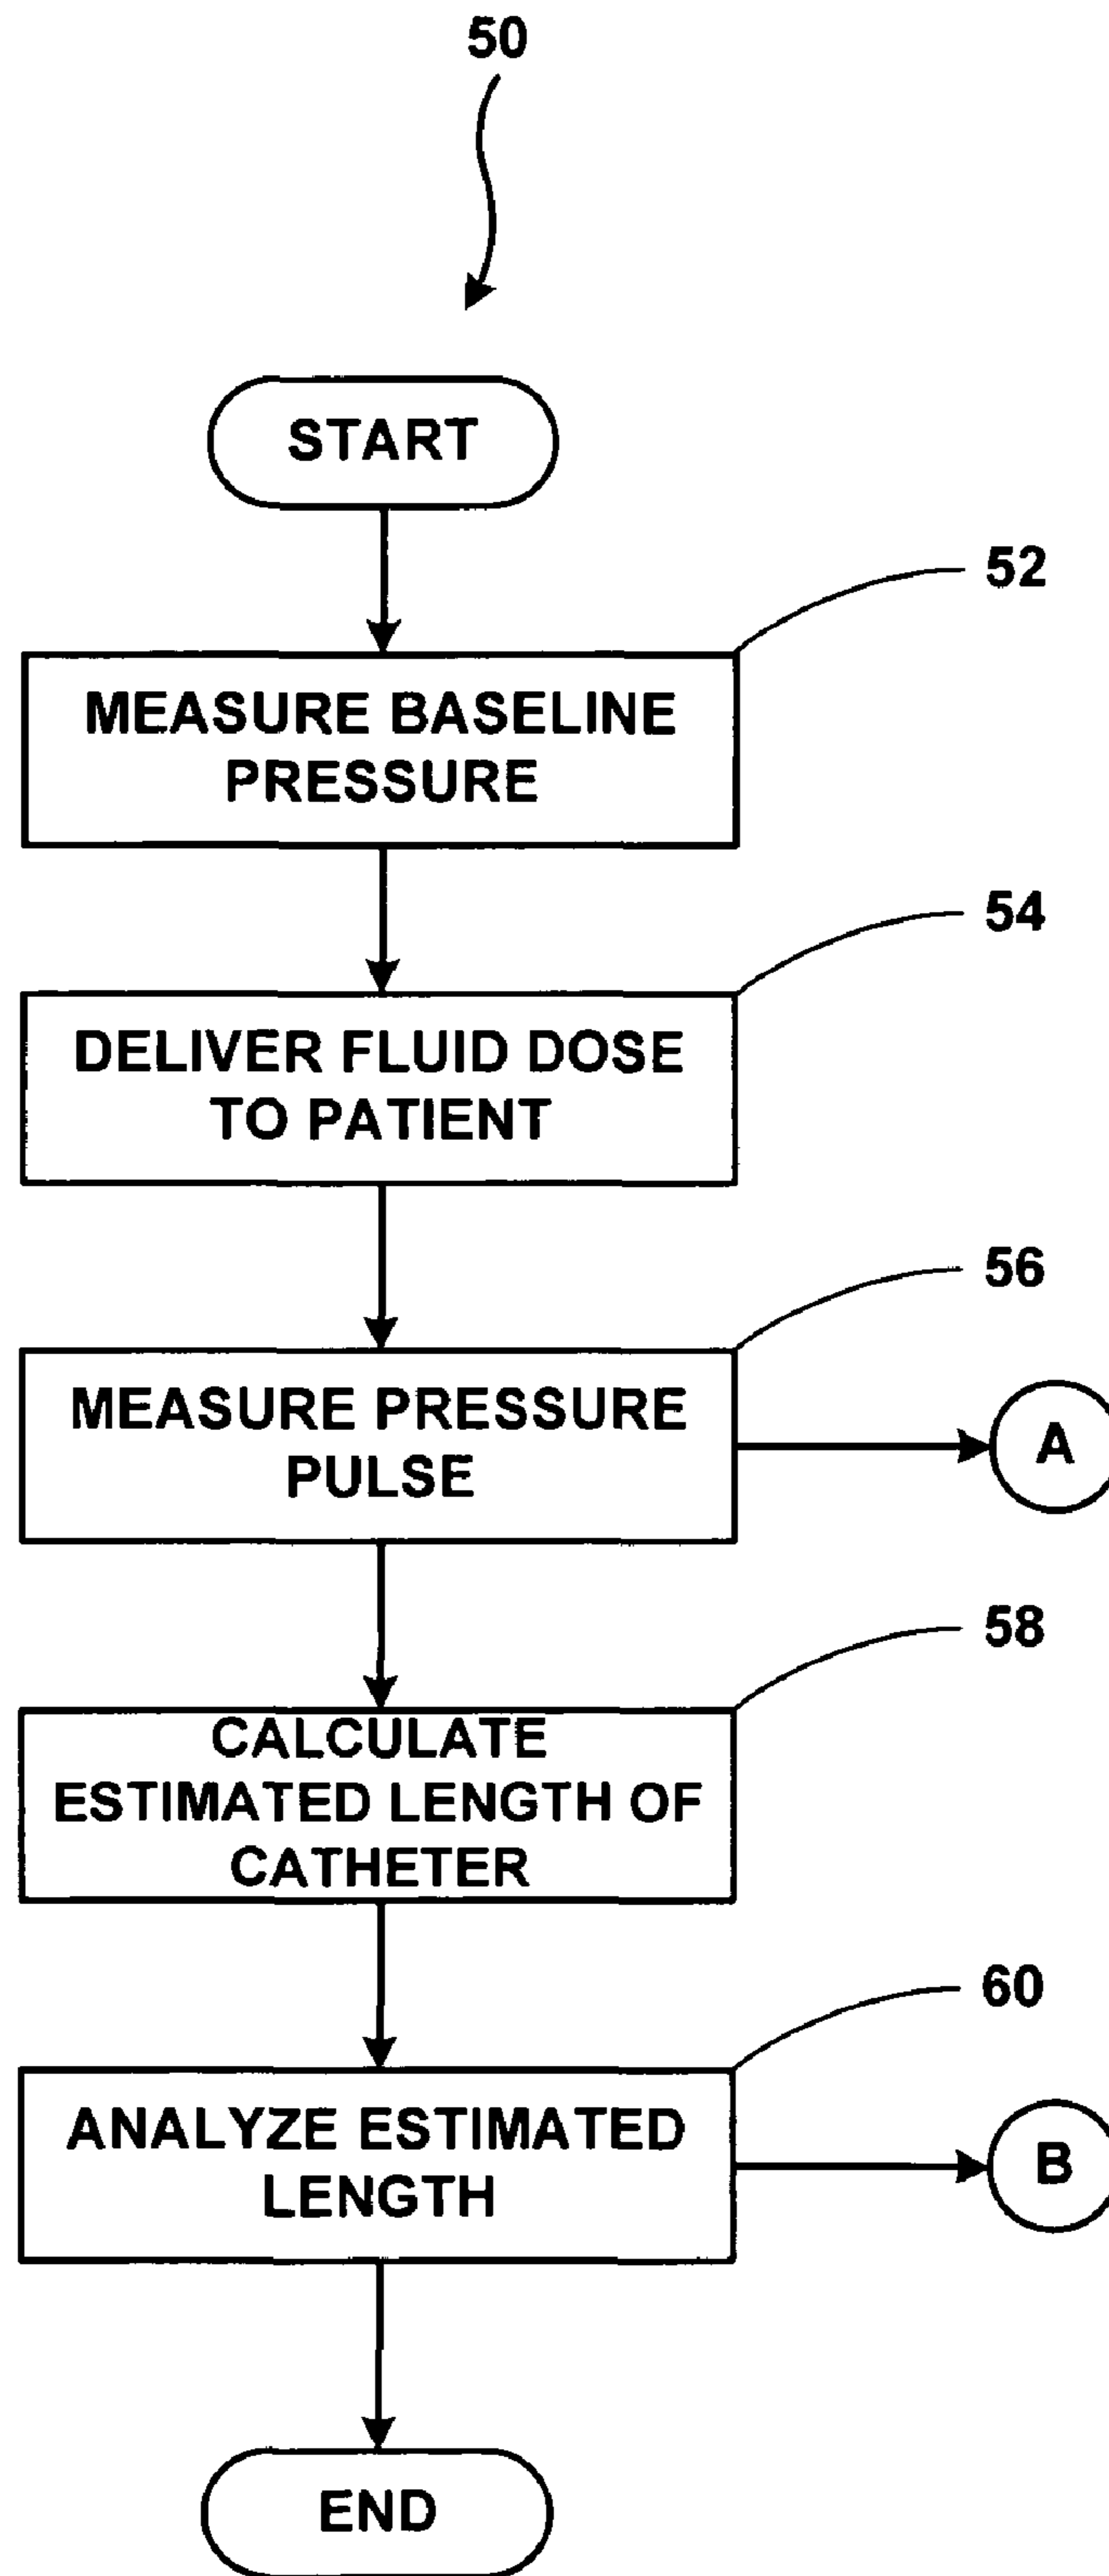 50
START
52
MEASURE BASELINE
PRESSURE
54
DELIVER FLUID DOSE
TO PATIENT
56
MEASURE PRESSURE
PULSE
A
58
CALCULATE
ESTIMATED LENGTH OF
CATHETER
60
ANALYZE ESTIMATED
LENGTH
B
END